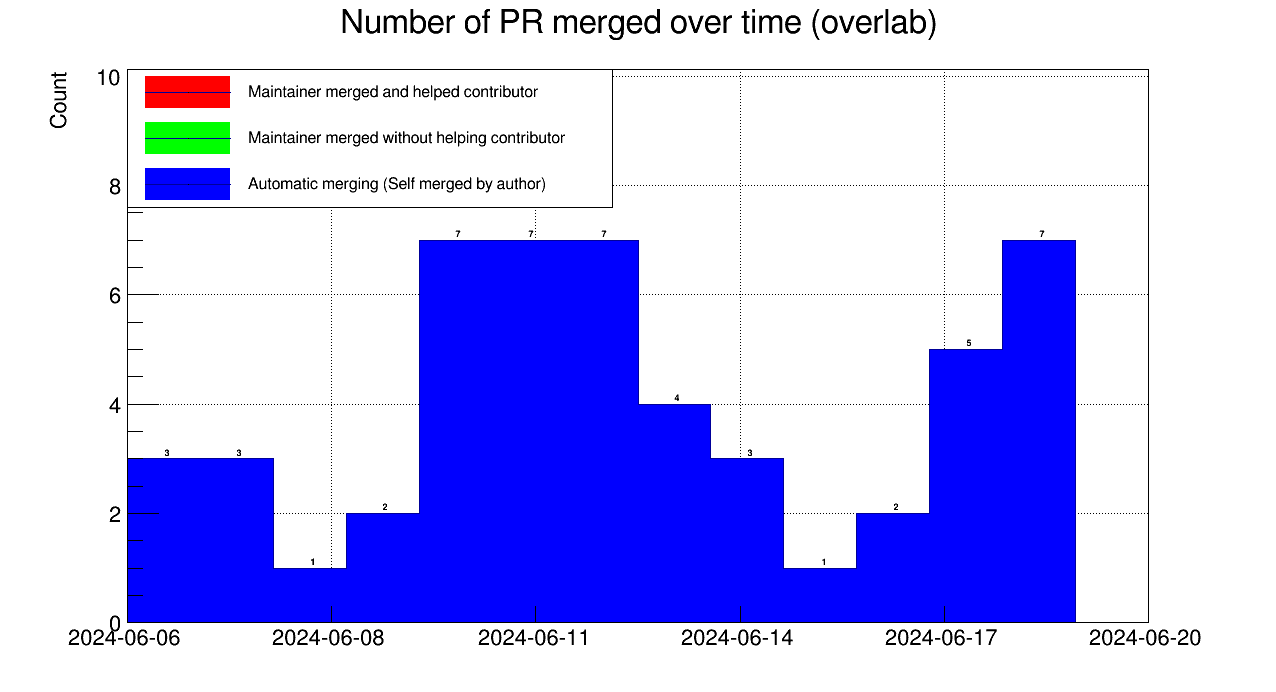 Number of PR merged over time (overlab)
Count
10
8
6
4
2
0
Maintainer merged and helped contributor
Maintainer merged without helping contributor
Automatic merging (Self merged by author)
3 3 1 2 7 7 7 4 3 1 2 5 7
2024-06-06 2024-06-08 2024-06-11 2024-06-14 2024-06-17 2024-06-20